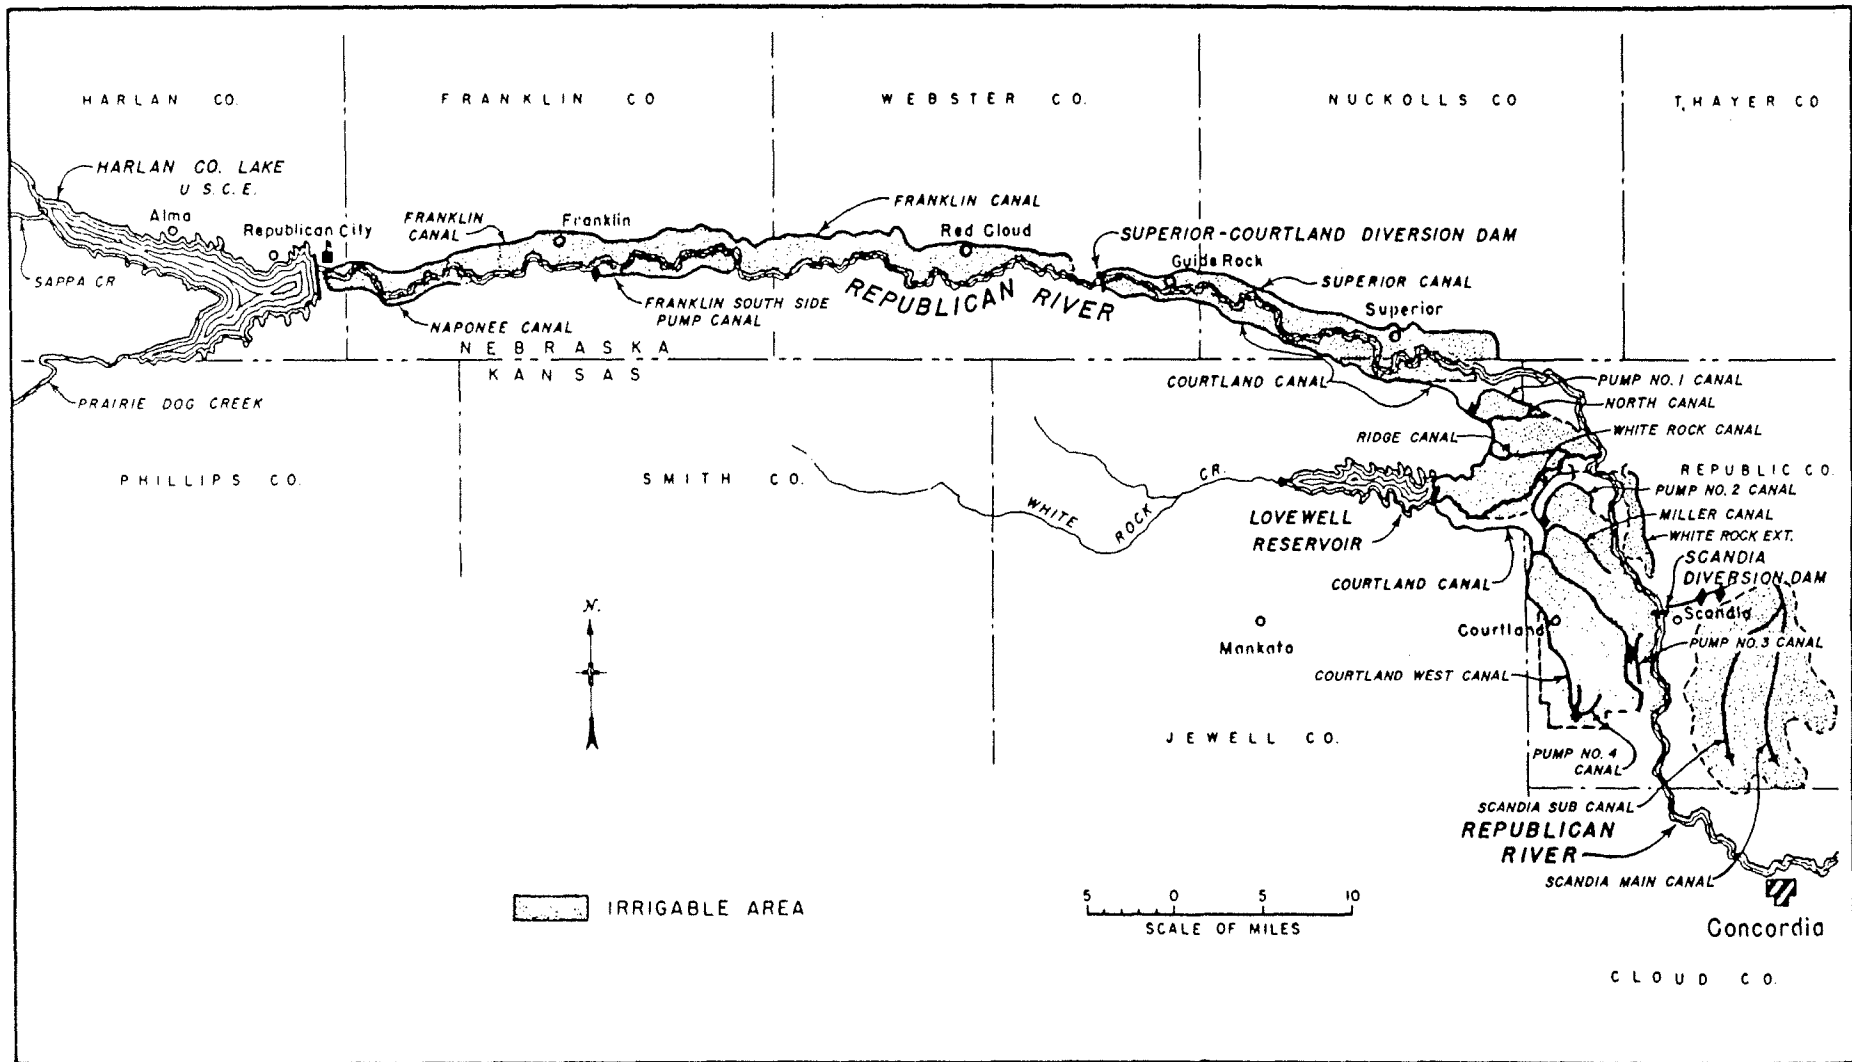 HARLAN CO.
FRANKLIN CO
WEBSTER CO.
NUCKOLLS CO
THAYER CO
HARLAN CO. LAKE
U.S.C.E.
Alma
Republican City
FRANKLIN
CANAL
Franklin
FRANKLIN CANAL
Red Cloud
SUPERIOR-COURTLAND DIVERSION DAM
Guide Rock
SUPERIOR CANAL
Superior
SAPPA CR
NAPONEE CANAL
FRANKLIN SOUTH SIDE
PUMP CANAL
REPUBLICAN RIVER
NEBRASKA
KANSAS
PRAIRIE DOG CREEK
COURTLAND CANAL
PUMP NO. 1 CANAL
NORTH CANAL
RIDGE CANAL
WHITE ROCK CANAL
PHILLIPS CO.
SMITH CO.
WHITE ROCK CR.
REPUBLIC CO.
PUMP NO. 2 CANAL
LOVEWELL
RESERVOIR
MILLER CANAL
WHITE ROCK EXT.
SCANDIA
DIVERSION DAM
COURTLAND CANAL
N.
Mankato
Courtland
Scandia
PUMP NO. 3 CANAL
COURTLAND WEST CANAL
JEWELL CO.
PUMP NO. 4
CANAL
SCANDIA SUB CANAL
REPUBLICAN
RIVER
SCANDIA MAIN CANAL
IRRIGABLE AREA
5 0 5 10
SCALE OF MILES
Concordia
CLOUD CO.